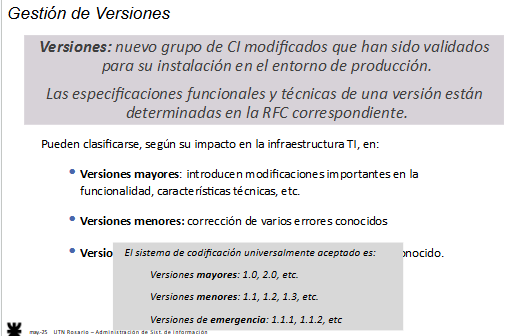 Gestión de Versiones
Versiones: nuevo grupo de CI modificados que han sido validados
para su instalación en el entorno de producción.
Las especificaciones funcionales y técnicas de una versión están
determinadas en la RFC correspondiente.
Pueden clasificarse, según su impacto en la infraestructura TI, en:
• Versiones mayores: introducen modificaciones importantes en la
funcionalidad, características técnicas, etc.
• Versiones menores: corrección de varios errores conocidos
• Versio onocido.
El sistema de codificación universalmente aceptado es:
Versiones mayores: 1.0, 2.0, etc.
Versiones menores: 1.1, 1.2, 1.3, etc.
Versiones de emergencia: 1.1.1, 1.1.2, etc
may.-25 UTN Rosario – Administración de Sist. de Información